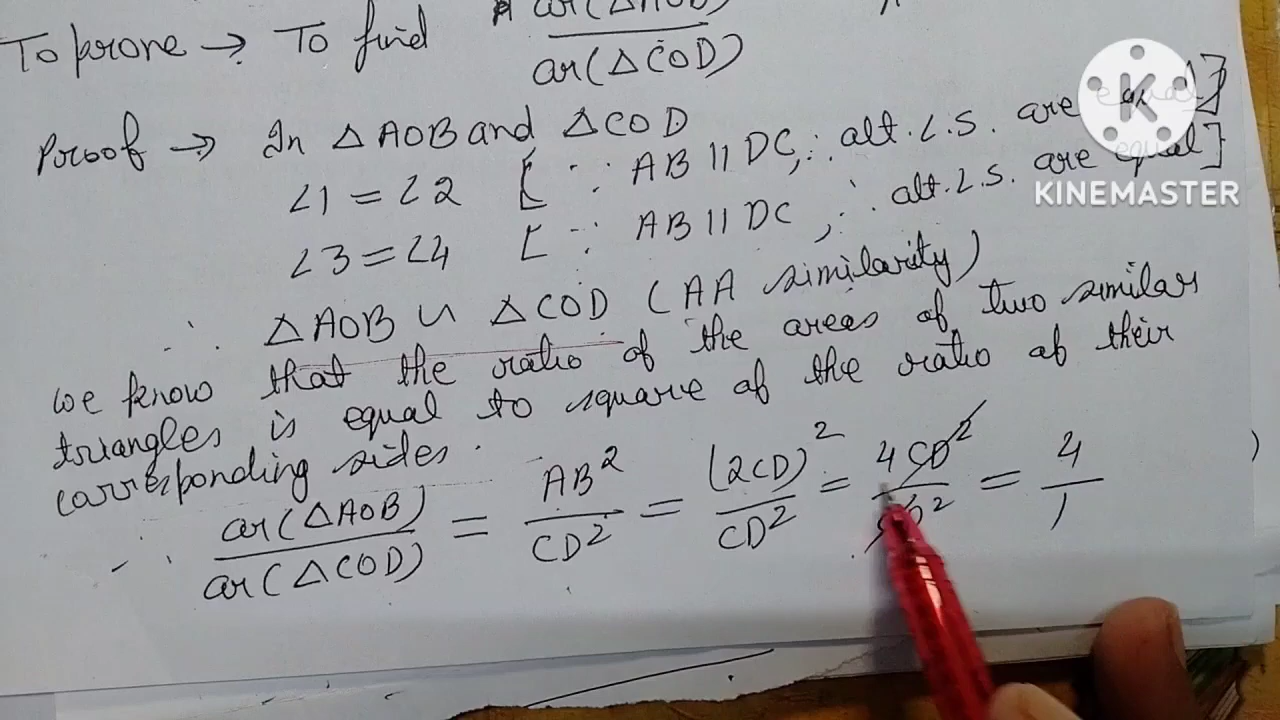 ar(△AOB)
To prove → To find
ar(△COD)
Proof → In △AOB and △COD
∠1 = ∠2 [∵ AB || DC, ∴ alt. ∠.S. are equal]
∠3 = ∠4 [∵ AB || DC, ∴ alt. ∠.S. are equal]
∴ △AOB ∽ △COD (AA similarity)
we know that the ratio of the areas of two similar
triangles is equal to square of the ratio of their
corresponding sides.
∴ ar(△AOB)/ar(△COD) = AB²/CD² = (2CD)²/CD² = 4CD²/CD² = 4/1
K
KINEMASTER